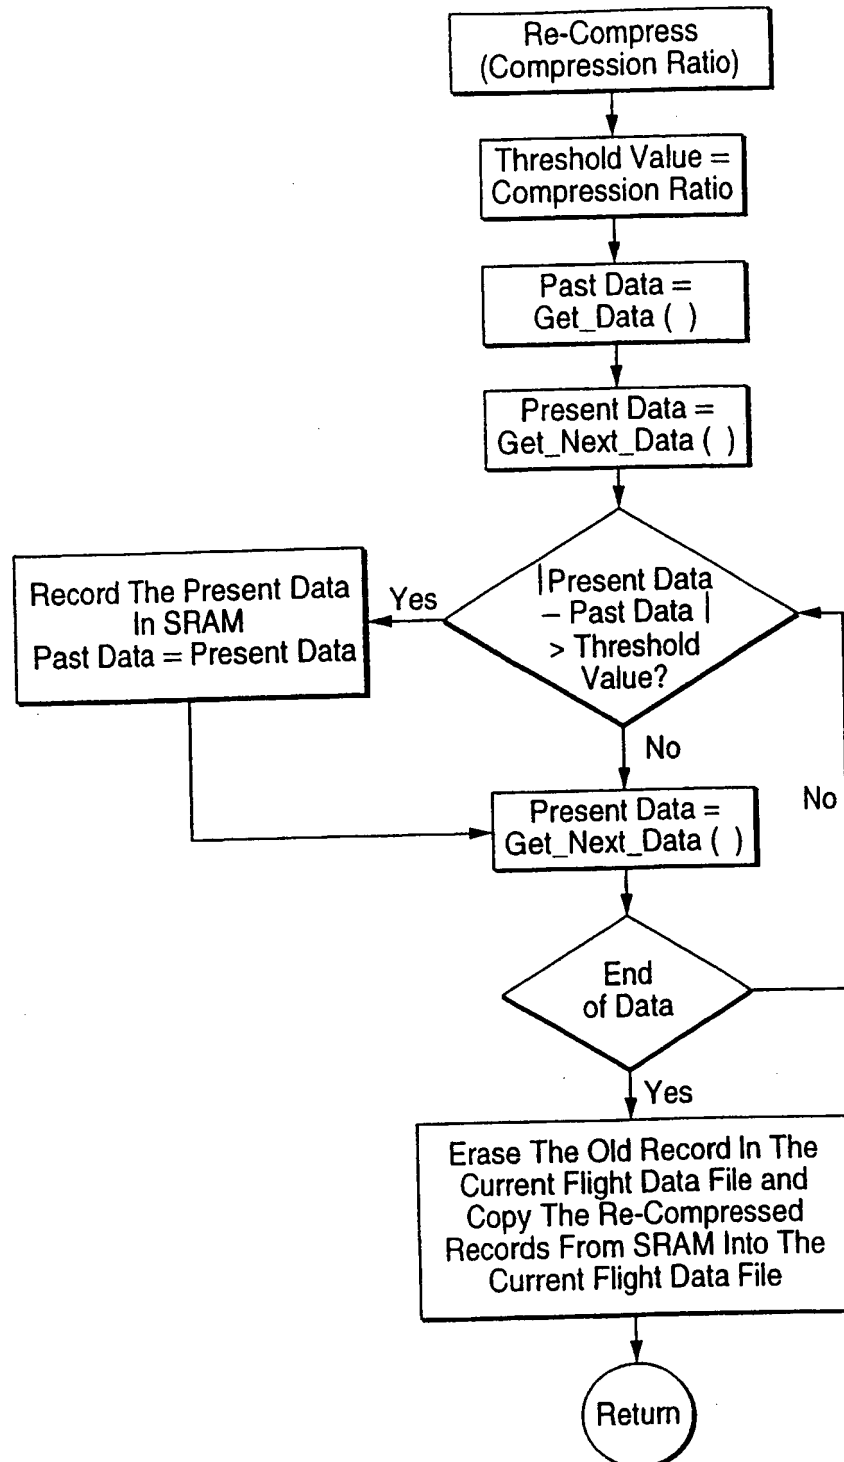 Re-Compress
(Compression Ratio)
Threshold Value =
Compression Ratio
Past Data =
Get_Data ( )
Present Data =
Get_Next_Data ( )
|Present Data
– Past Data |
> Threshold
Value?
Yes
Record The Present Data
In SRAM
Past Data = Present Data
No
Present Data =
Get_Next_Data ( )
No
End
of Data
Yes
Erase The Old Record In The
Current Flight Data File and
Copy The Re-Compressed
Records From SRAM Into The
Current Flight Data File
Return